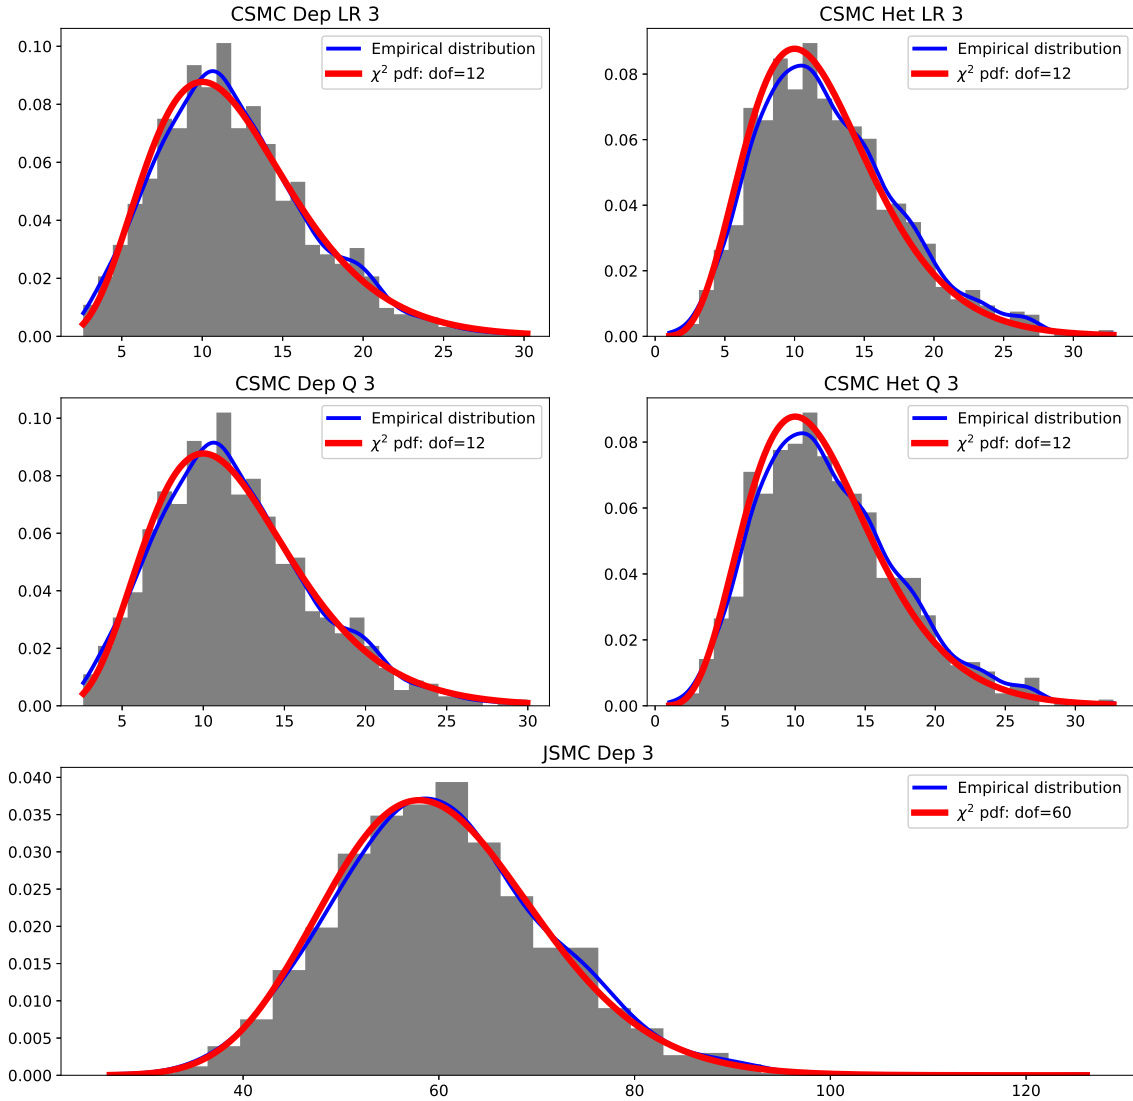 CSMC Dep LR 3
0.10
0.08
0.06
0.04
0.02
0.00
5 10 15 20 25 30
Empirical distribution
χ² pdf: dof=12
CSMC Het LR 3
0.08
0.06
0.04
0.02
0.00
0 5 10 15 20 25 30
Empirical distribution
χ² pdf: dof=12
CSMC Dep Q 3
0.10
0.08
0.06
0.04
0.02
0.00
5 10 15 20 25 30
Empirical distribution
χ² pdf: dof=12
CSMC Het Q 3
0.08
0.06
0.04
0.02
0.00
0 5 10 15 20 25 30
Empirical distribution
χ² pdf: dof=12
JSMC Dep 3
0.040
0.035
0.030
0.025
0.020
0.015
0.010
0.005
0.000
40 60 80 100 120
Empirical distribution
χ² pdf: dof=60